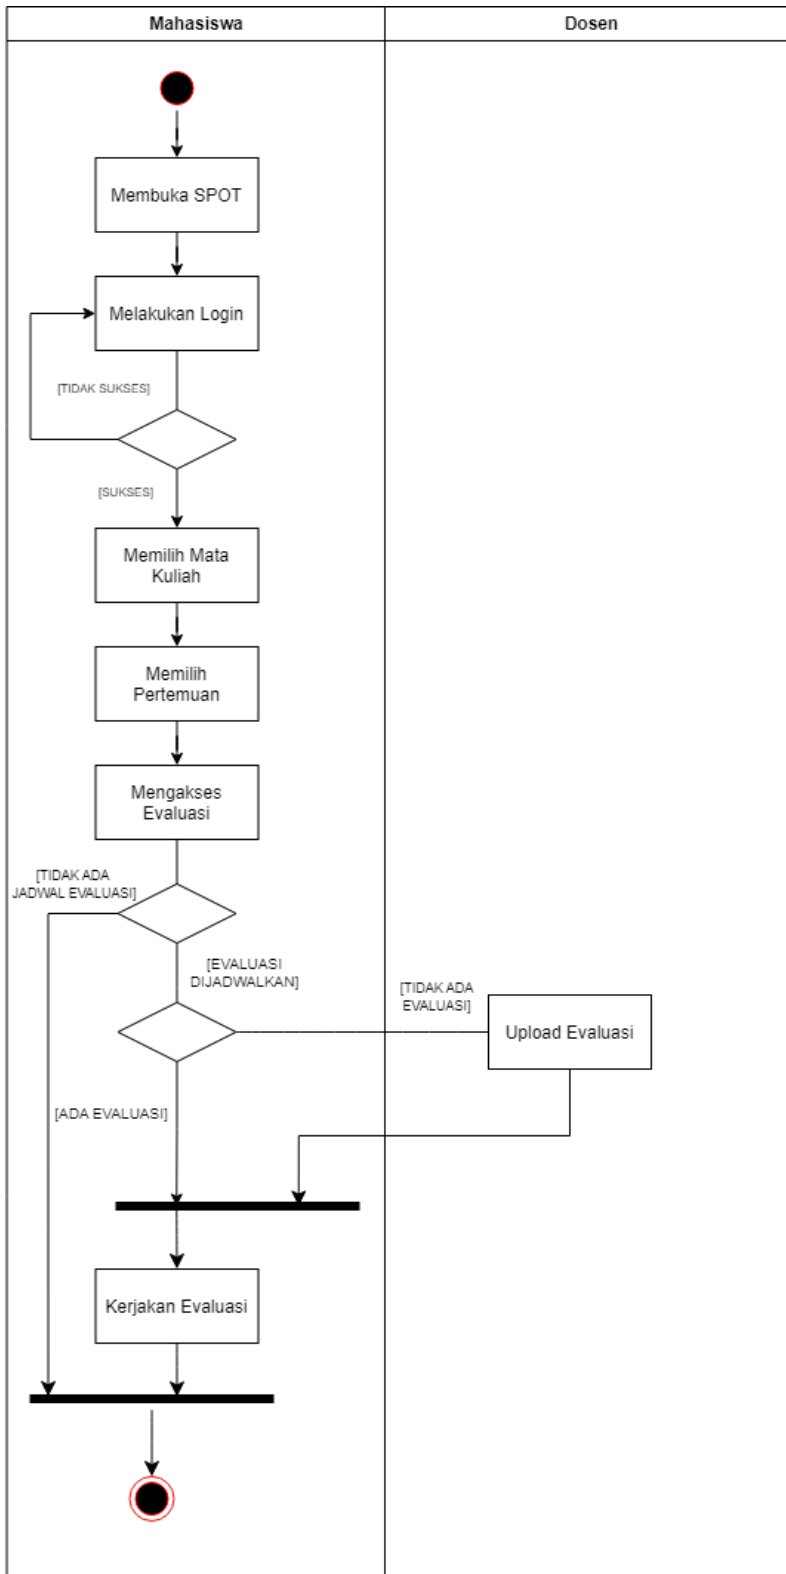 Mahasiswa
Dosen
Membuka SPOT
Melakukan Login
[TIDAK SUKSES]
[SUKSES]
Memilih Mata
Kuliah
Memilih
Pertemuan
Mengakses
Evaluasi
[TIDAK ADA
JADWAL EVALUASI]
[EVALUASI
DIJADWALKAN]
[TIDAK ADA
EVALUASI]
Upload Evaluasi
[ADA EVALUASI]
Kerjakan Evaluasi